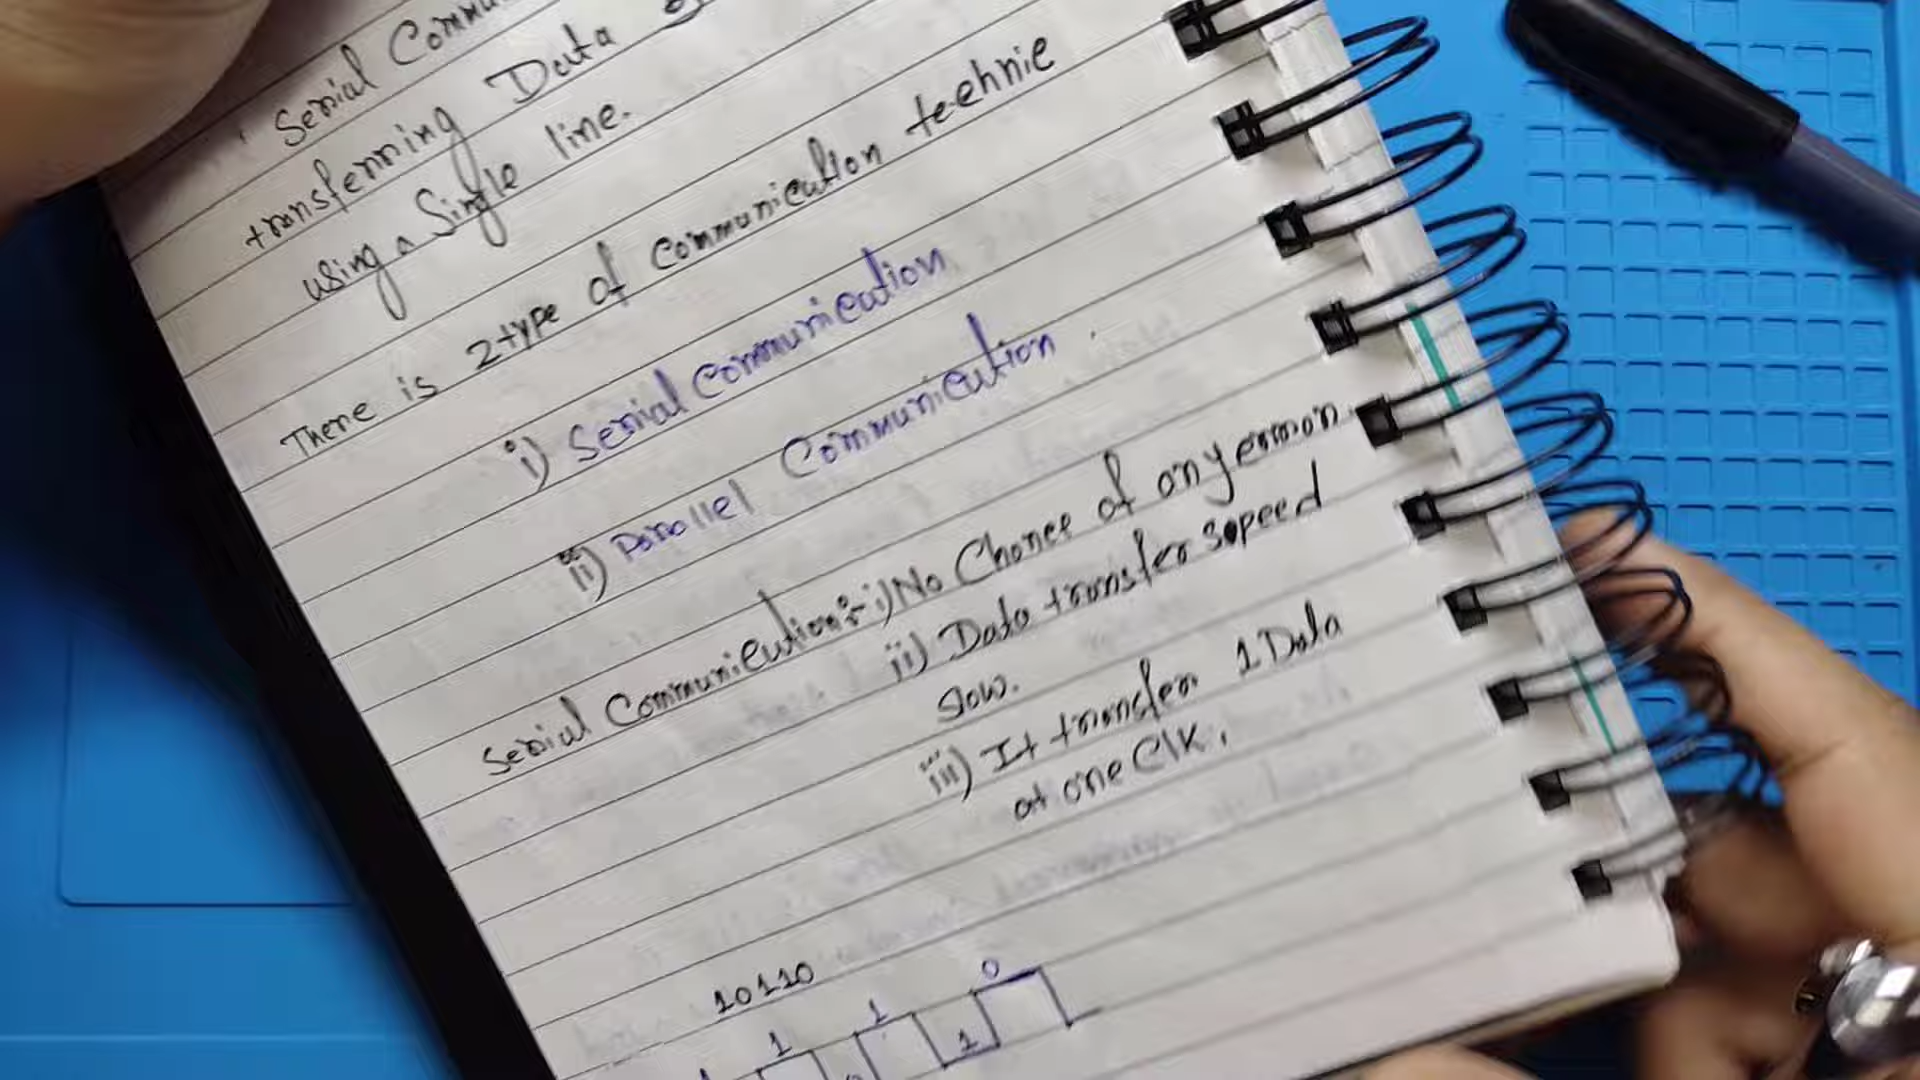 Serial Commu
transferring Data
using a Single line.
There is 2 type of communication technic
i) Serial communication
ii) Parallel Communication.
Serial Communication:- i) No Chance of any error.
ii) Data transfer sopeed
slow.
iii) It transfer 1 Data
at one Clk.
10110
1 1 0
1